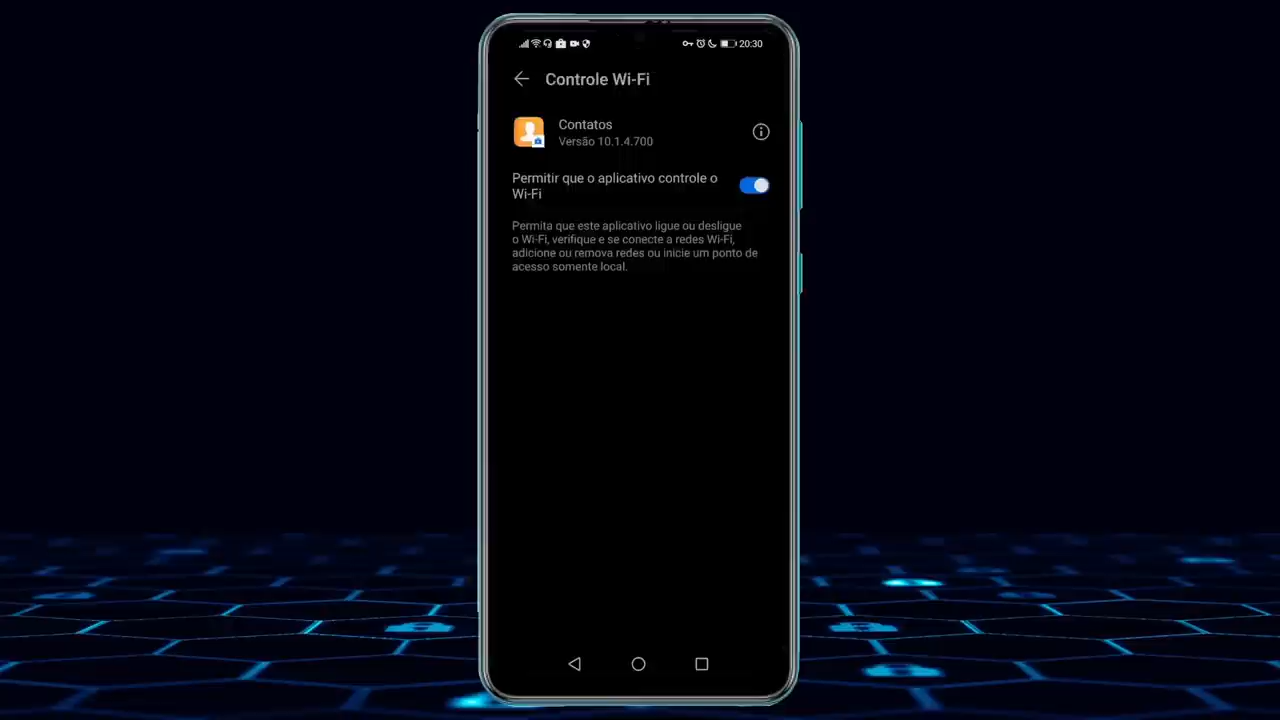 20:30
Controle Wi-Fi
Contatos
Versão 10.1.4.700
Permitir que o aplicativo controle o
Wi-Fi
Permita que este aplicativo ligue ou desligue
o Wi-Fi, verifique e se conecte a redes Wi-Fi,
adicione ou remova redes ou inicie um ponto de
acesso somente local.